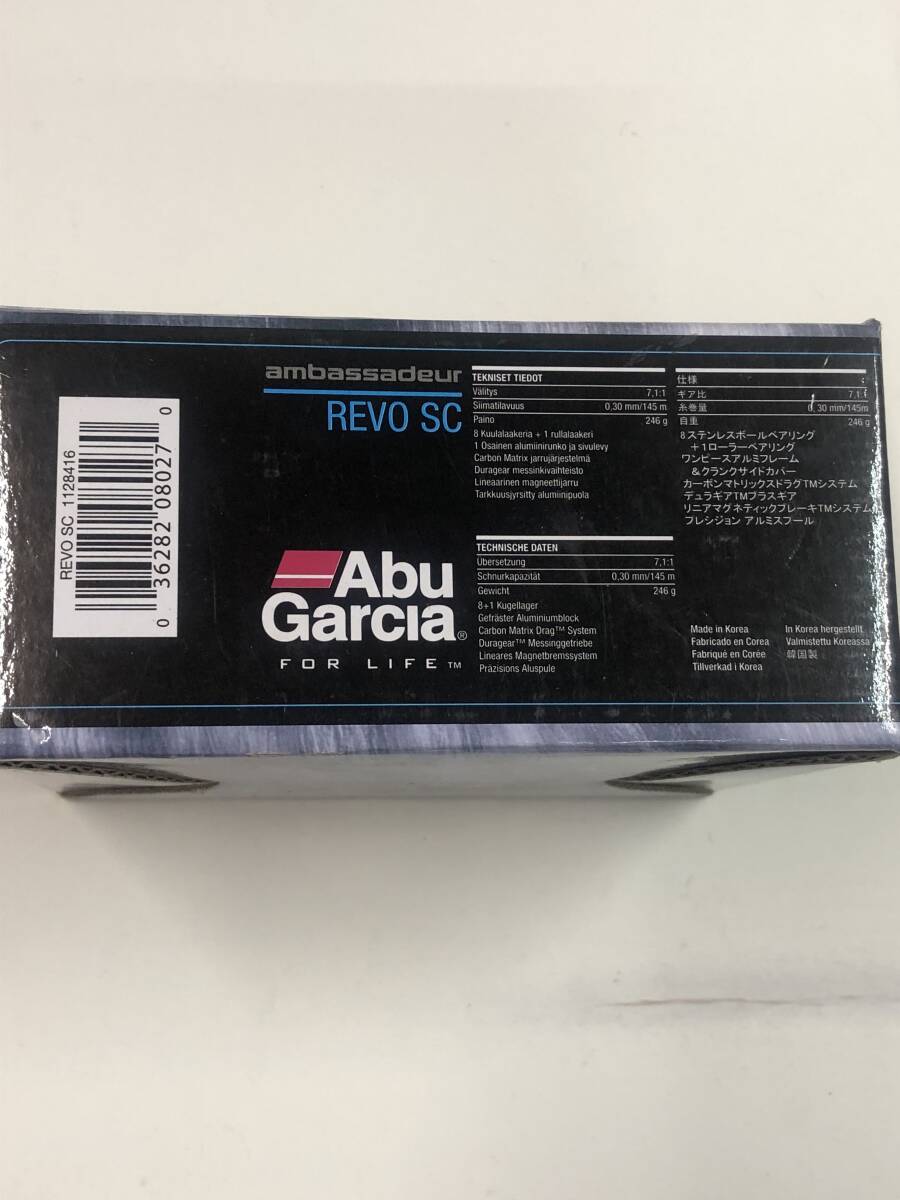 REVO SC 1128416
0 36282 08027 0
ambassadeur
REVO SC
Abu
Garcia®
FOR LIFE™
TEKNISET TIEDOT
Välitys 7,1:1
Siimatilavuus 0,30 mm/145 m
Paino 246 g
8 Kuulalaakeria + 1 rullalaakeri
1 Osainen alumiinirunko ja sivulevy
Carbon Matrix jarrujärjestelmä
Duragear messinkivaihteisto
Lineaarinen magneettijarru
Tarkkuusjyrsitty alumiinipuola
TECHNISCHE DATEN
Übersetzung 7,1:1
Schnurkapazität 0,30 mm/145 m
Gewicht 246 g
8+1 Kugellager
Gefräster Aluminiumblock
Carbon Matrix Drag™ System
Duragear™ Messinggetriebe
Lineares Magnetbremssystem
Präzisions Aluspule
仕様
ギア比 7,1:1
糸巻量 0, 30 mm/145m
自重 246 g
8ステンレスボールベアリング
+1ローラーベアリング
ワンピースアルミフレーム
&クランクサイドカバー
カーボンマトリックスドラグTMシステム
デュラギアTMブラスギア
リニアマグネティックブレーキTMシステム
プレシジョン アルミスプール
Made in Korea
Fabricado en Corea
Fabriqué en Corée
Tillverkad i Korea
In Korea hergestellt
Valmistettu Koreassa
韓国製